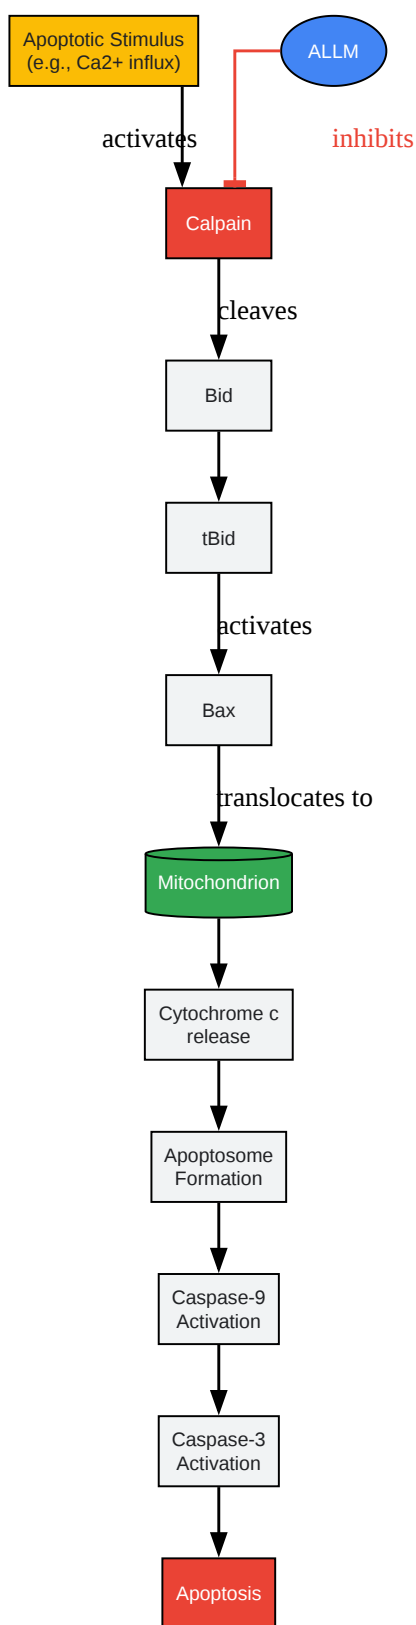 Apoptotic Stimulus
(e.g., Ca2+ influx)
ALLM
activates
inhibits
Calpain
cleaves
Bid
tBid
activates
Bax
translocates to
Mitochondrion
Cytochrome c
release
Apoptosome
Formation
Caspase-9
Activation
Caspase-3
Activation
Apoptosis